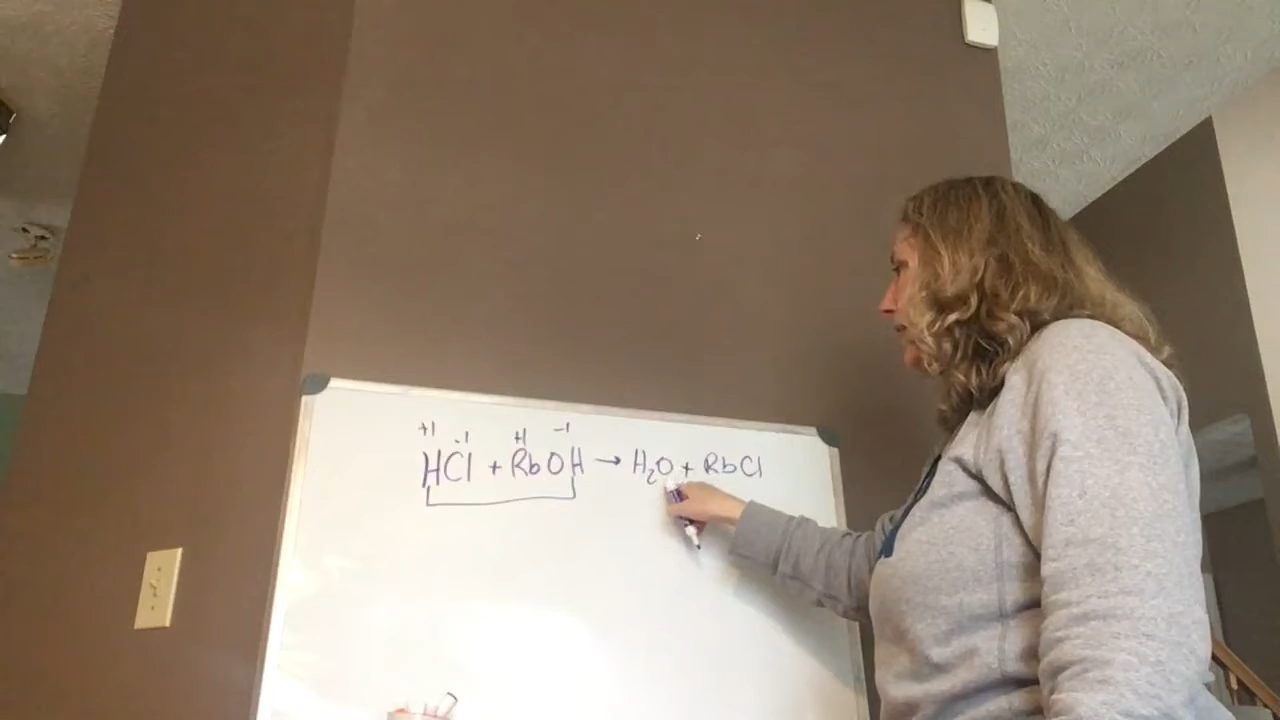 +1 -1 +1 -1
HCl + RbOH → H₂O + RbCl